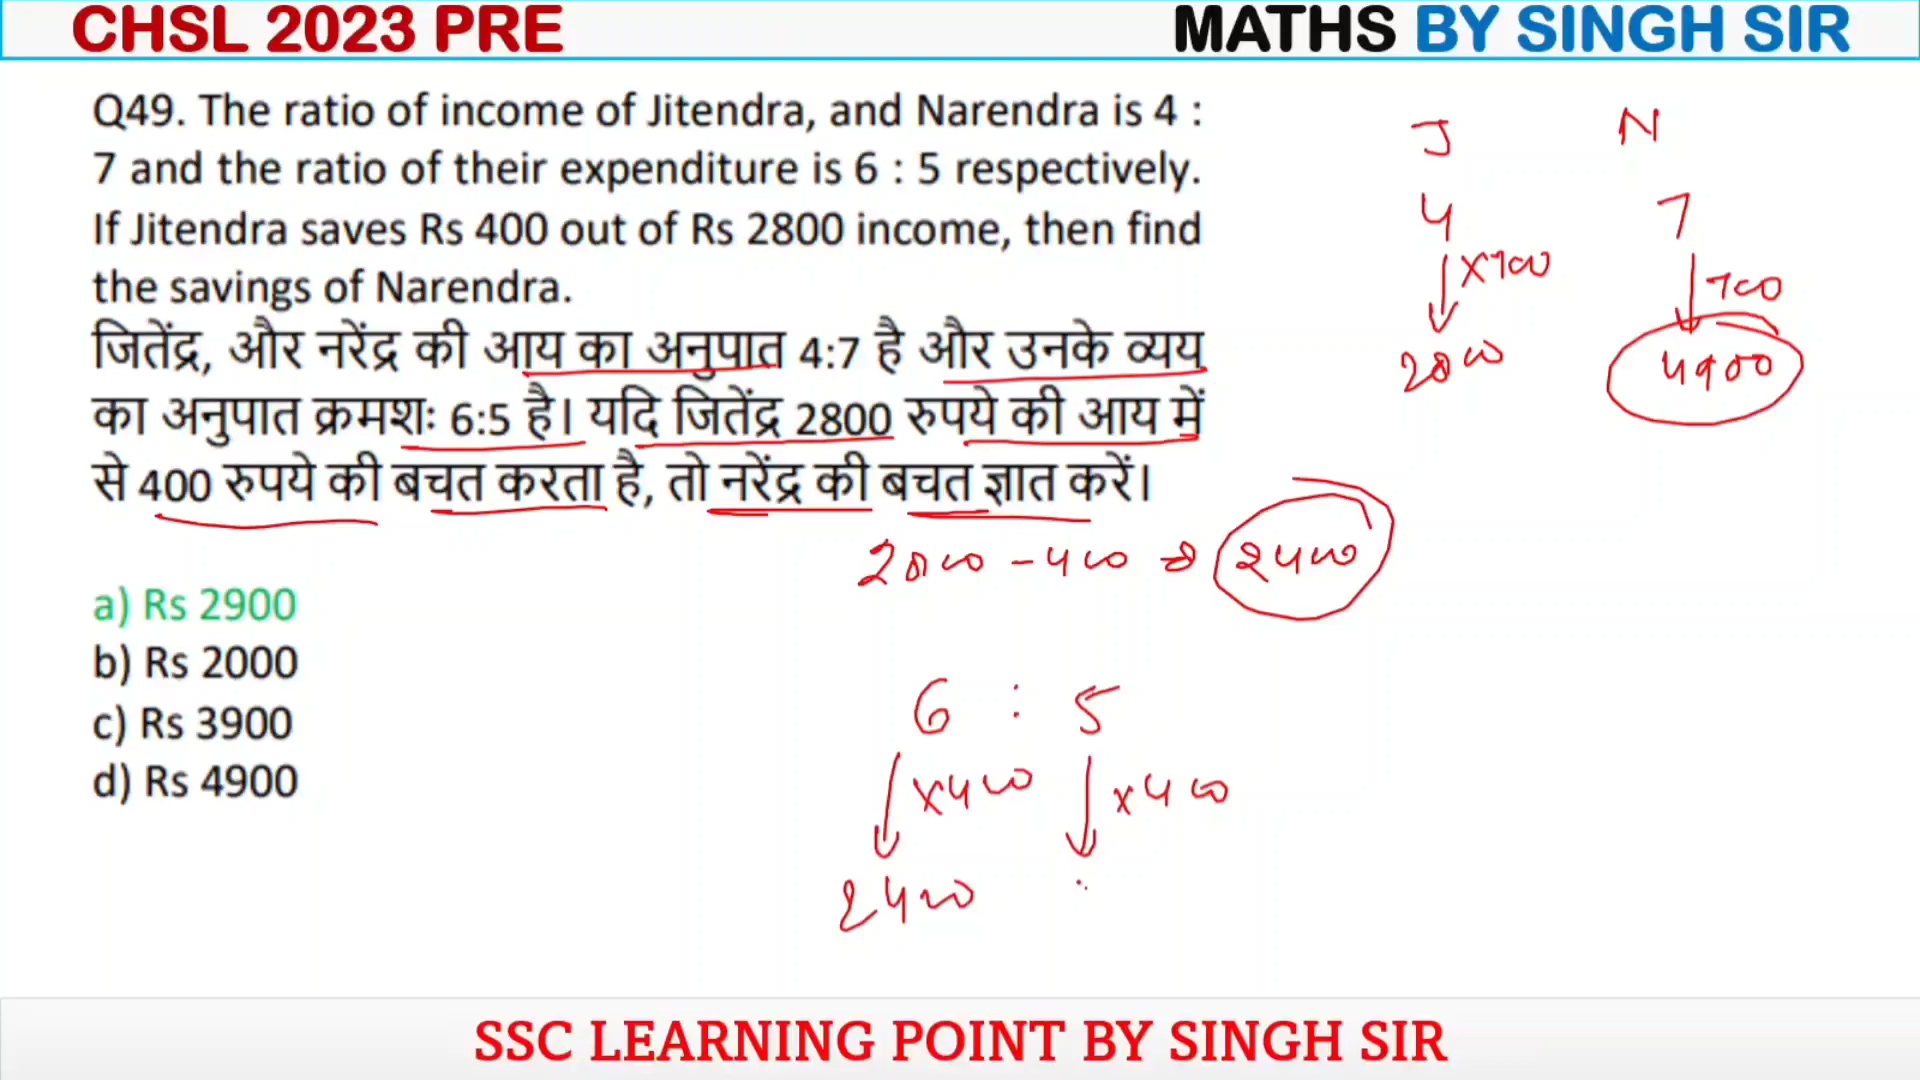 CHSL 2023 PRE
MATHS BY SINGH SIR
Q49. The ratio of income of Jitendra, and Narendra is 4 :
7 and the ratio of their expenditure is 6 : 5 respectively.
If Jitendra saves Rs 400 out of Rs 2800 income, then find
the savings of Narendra.
जितेंद्र, और नरेंद्र की आय का अनुपात 4:7 है और उनके व्यय
का अनुपात क्रमशः 6:5 है। यदि जितेंद्र 2800 रुपये की आय में
से 400 रुपये की बचत करता है, तो नरेंद्र की बचत ज्ञात करें।
a) Rs 2900
b) Rs 2000
c) Rs 3900
d) Rs 4900
J N
4 7
×700 700
2800 4900
2800 - 400 ⇒ 2400
6 : 5
×400 ×400
2400
SSC LEARNING POINT BY SINGH SIR